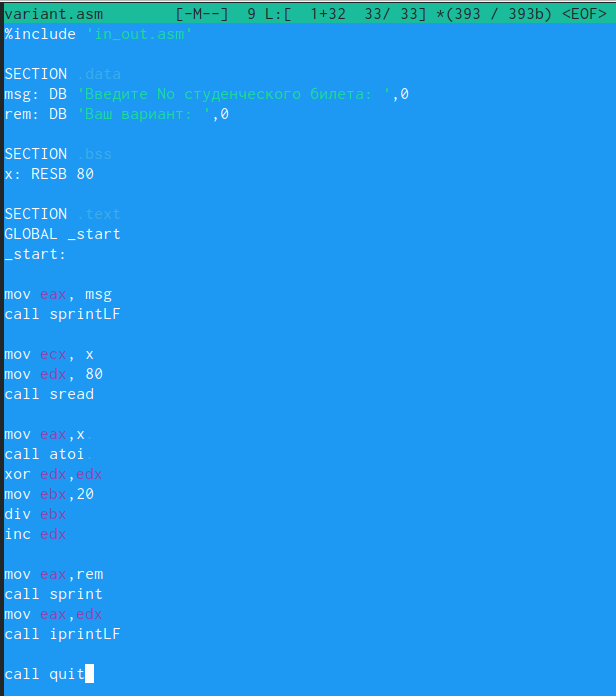 variant.asm        [-M--]  9 L:[  1+32  33/ 33] *(393 / 393b) <EOF>
%include 'in_out.asm'
SECTION .data
msg: DB 'Введите No студенческого билета: ',0
rem: DB 'Ваш вариант: ',0
SECTION .bss
x: RESB 80
SECTION .text
GLOBAL _start
_start:
mov eax, msg
call sprintLF
mov ecx, x
mov edx, 80
call sread
mov eax,x
call atoi
xor edx,edx
mov ebx,20
div ebx
inc edx
mov eax,rem
call sprint
mov eax,edx
call iprintLF
call quit